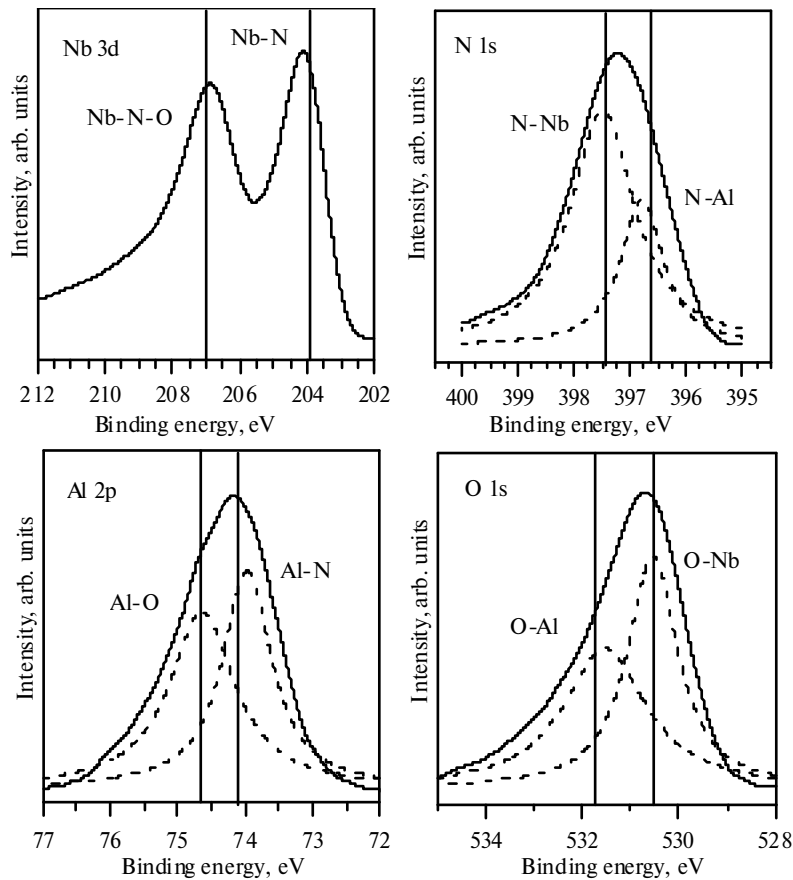 Nb 3d
Nb-N
Nb-N-O
Intensity, arb. units
212 210 208 206 204 202
Binding energy, eV
N 1s
N-Nb
N-Al
Intensity, arb. units
400 399 398 397 396 395
Binding energy, eV
Al 2p
Al-O
Al-N
Intensity, arb. units
77 76 75 74 73 72
Binding energy, eV
O 1s
O-Nb
O-Al
Intensity, arb. units
534 532 530 528
Binding energy, eV